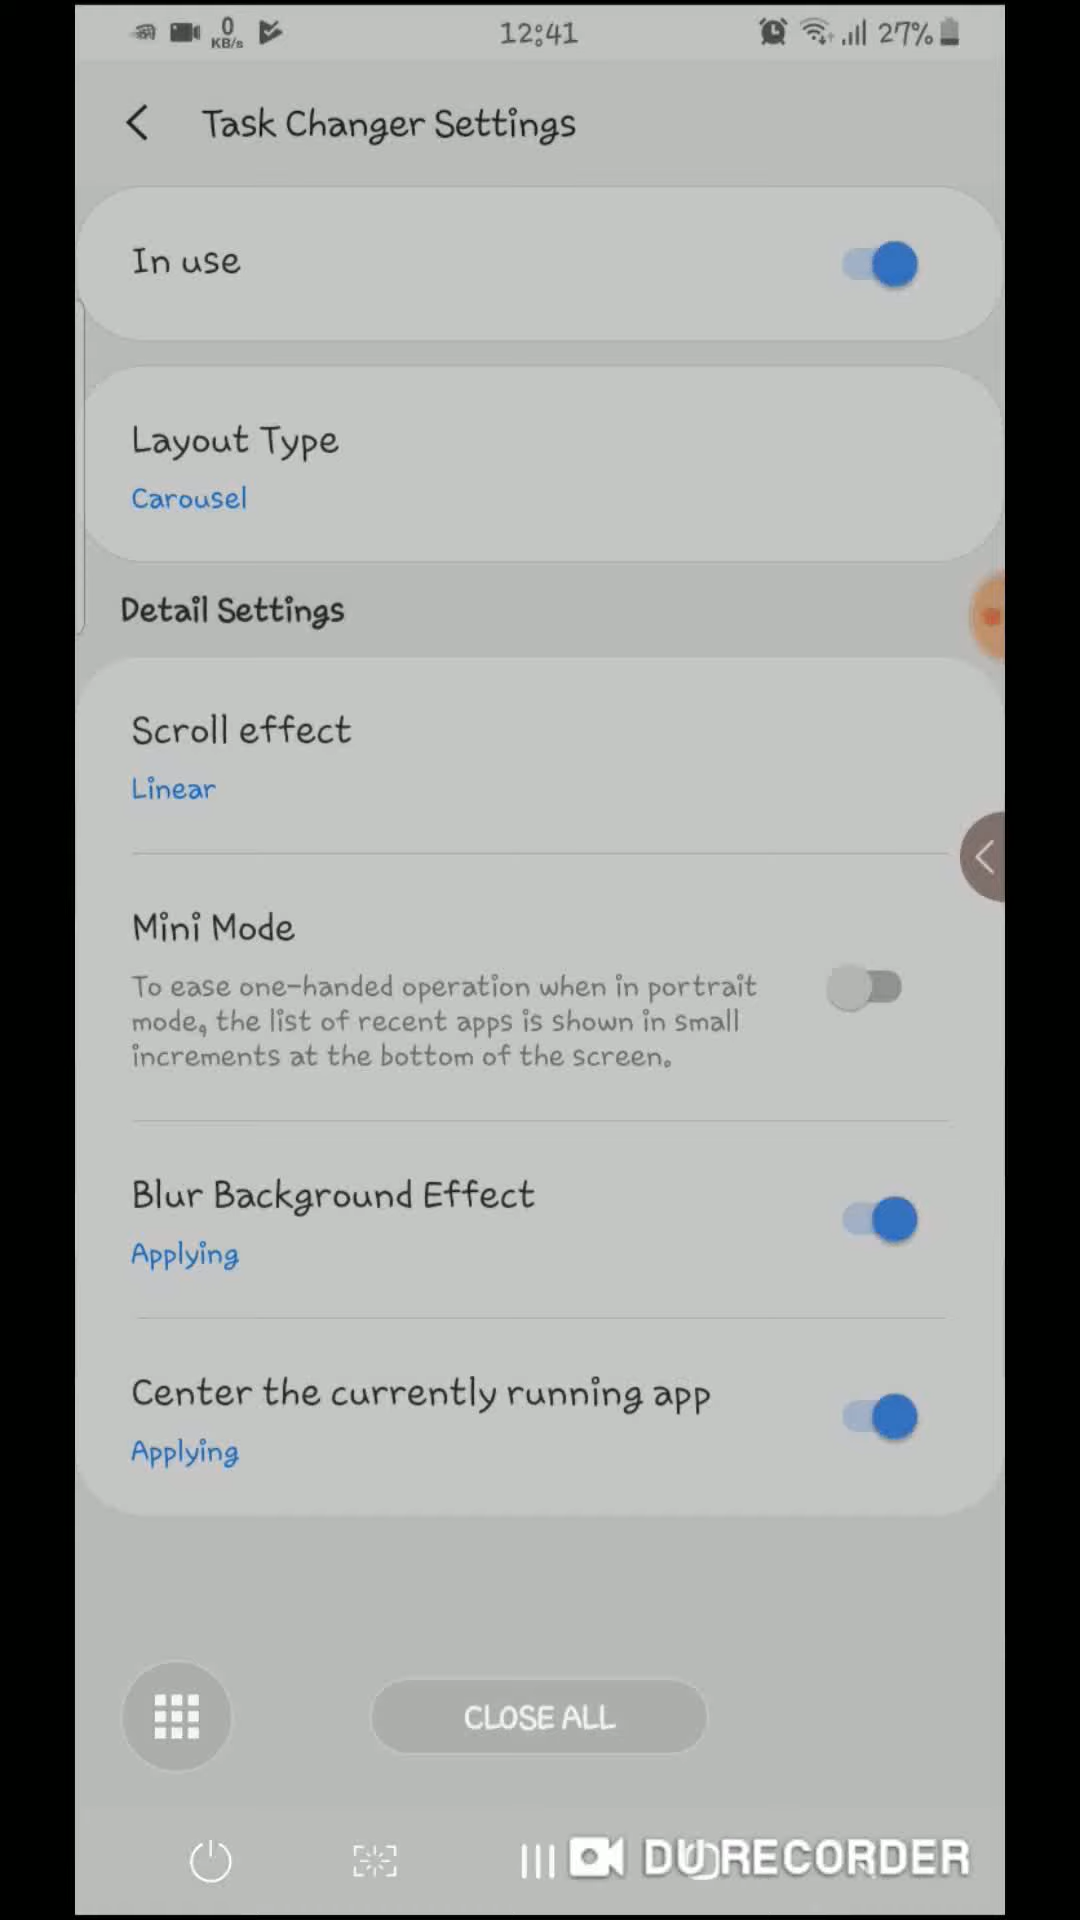 0
KB/s
12:41
27%
Task Changer Settings
In use
Layout Type
Carousel
Detail Settings
Scroll effect
Linear
Mini Mode
To ease one-handed operation when in portrait
mode, the list of recent apps is shown in small
increments at the bottom of the screen.
Blur Background Effect
Applying
Center the currently running app
Applying
CLOSE ALL
DU RECORDER